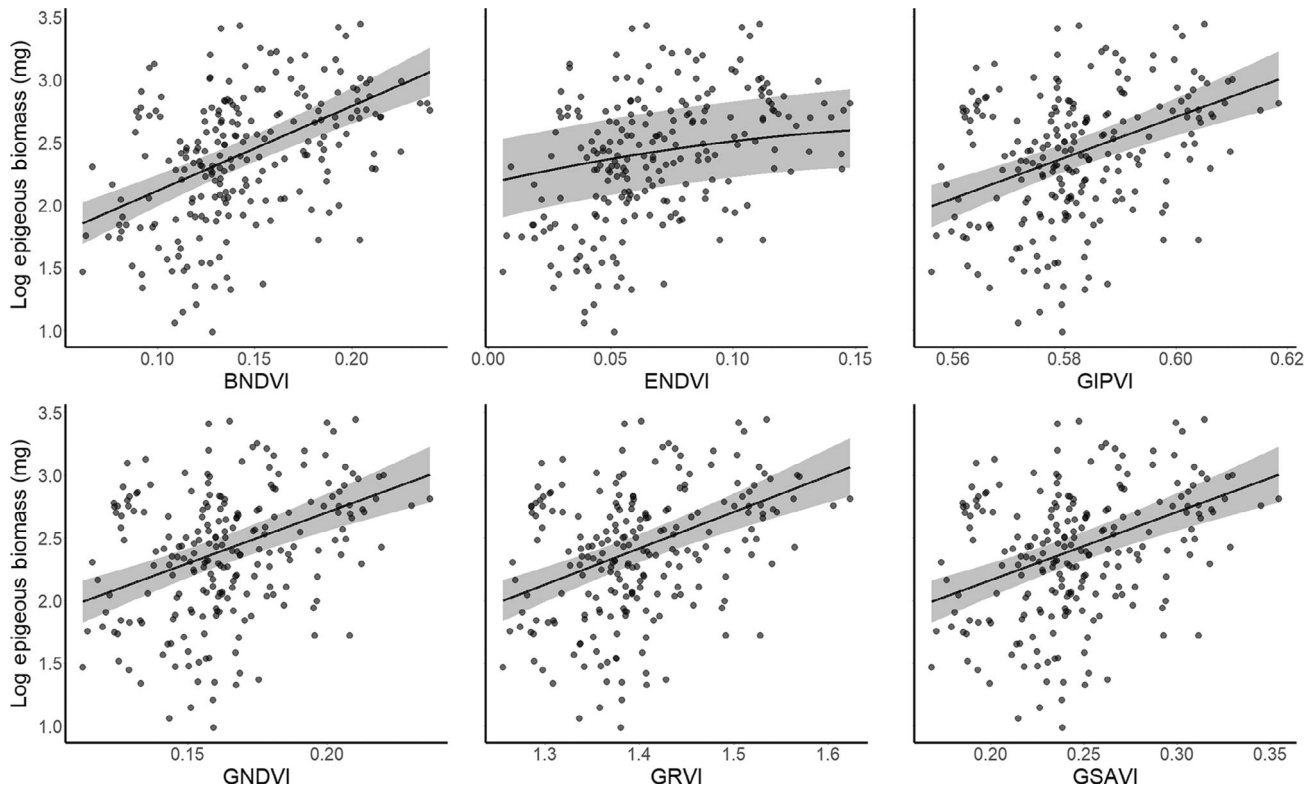 Log epigeous biomass (mg)
3.5
3.0
2.5
2.0
1.5
1.0
0.10 0.15 0.20
BNDVI
0.00 0.05 0.10 0.15
ENDVI
0.56 0.58 0.60 0.62
GIPVI
Log epigeous biomass (mg)
3.5
3.0
2.5
2.0
1.5
1.0
0.15 0.20
GNDVI
1.3 1.4 1.5 1.6
GRVI
0.20 0.25 0.30 0.35
GSAVI